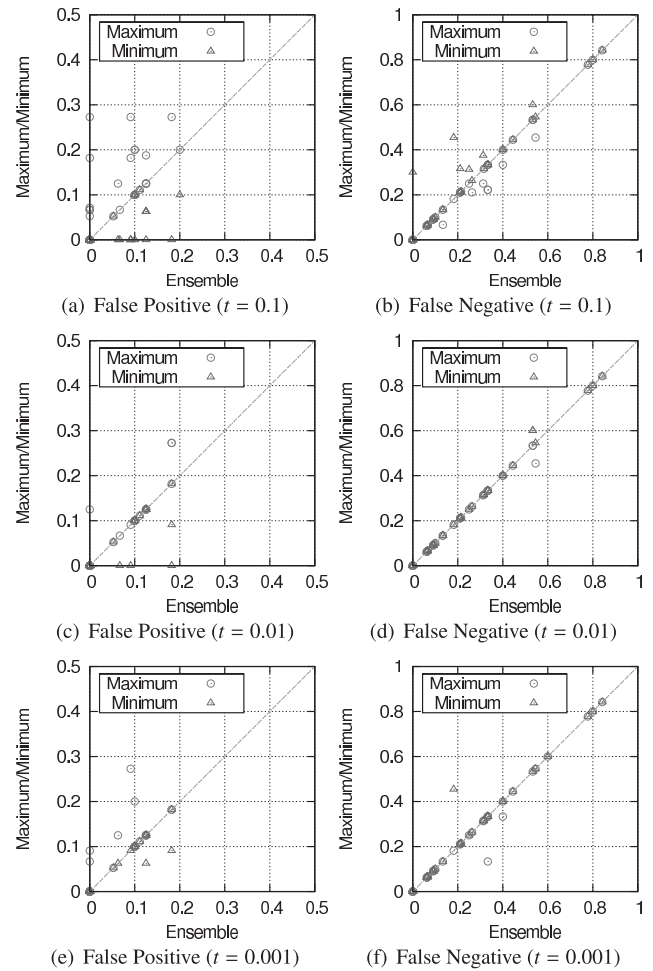 0.5
0.4
0.3
0.2
0.1
0
Maximum/Minimum
Maximum
Minimum
0 0.1 0.2 0.3 0.4 0.5
Ensemble
(a) False Positive (t = 0.1)
1
0.8
0.6
0.4
0.2
0
Maximum/Minimum
Maximum
Minimum
0 0.2 0.4 0.6 0.8 1
Ensemble
(b) False Negative (t = 0.1)
0.5
0.4
0.3
0.2
0.1
0
Maximum/Minimum
Maximum
Minimum
0 0.1 0.2 0.3 0.4 0.5
Ensemble
(c) False Positive (t = 0.01)
1
0.8
0.6
0.4
0.2
0
Maximum/Minimum
Maximum
Minimum
0 0.2 0.4 0.6 0.8 1
Ensemble
(d) False Negative (t = 0.01)
0.5
0.4
0.3
0.2
0.1
0
Maximum/Minimum
Maximum
Minimum
0 0.1 0.2 0.3 0.4 0.5
Ensemble
(e) False Positive (t = 0.001)
1
0.8
0.6
0.4
0.2
0
Maximum/Minimum
Maximum
Minimum
0 0.2 0.4 0.6 0.8 1
Ensemble
(f) False Negative (t = 0.001)